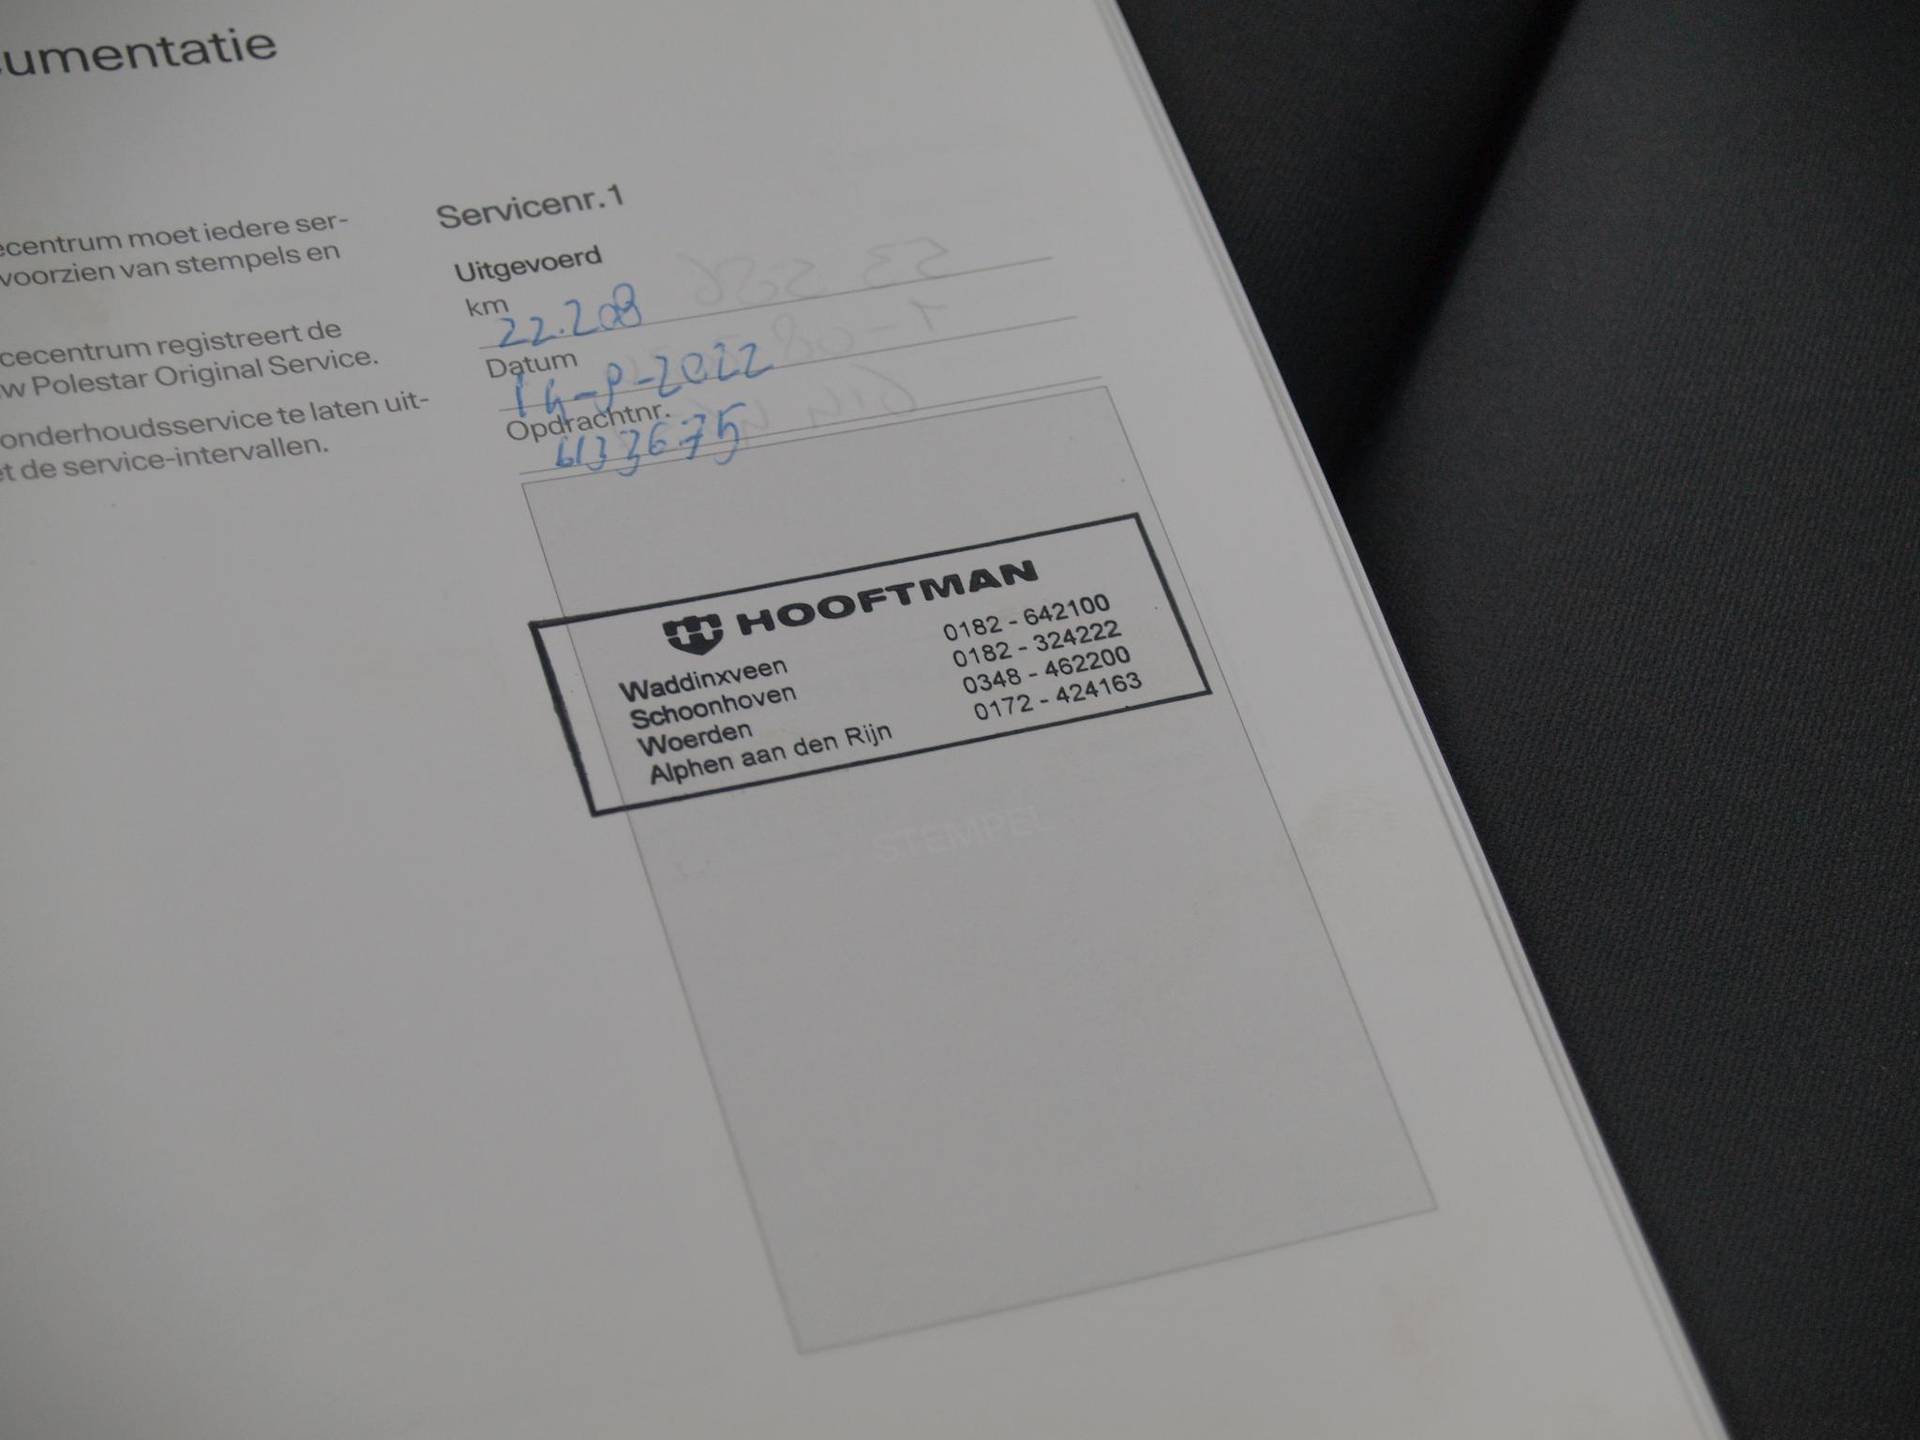 umentatie
ecentrum moet iedere ser-
voorzien van stempels en
cecentrum registreert de
w Polestar Original Service.
onderhoudsservice te laten uit-
t de service-intervallen.
Servicenr. 1
Uitgevoerd
km
22.208
Datum
14-9-2022
Opdrachtnr.
6133675
HOOFTMAN
Waddinxveen 0182 - 642100
Schoonhoven 0182 - 324222
Woerden 0348 - 462200
Alphen aan den Rijn 0172 - 424163
STEMPEL